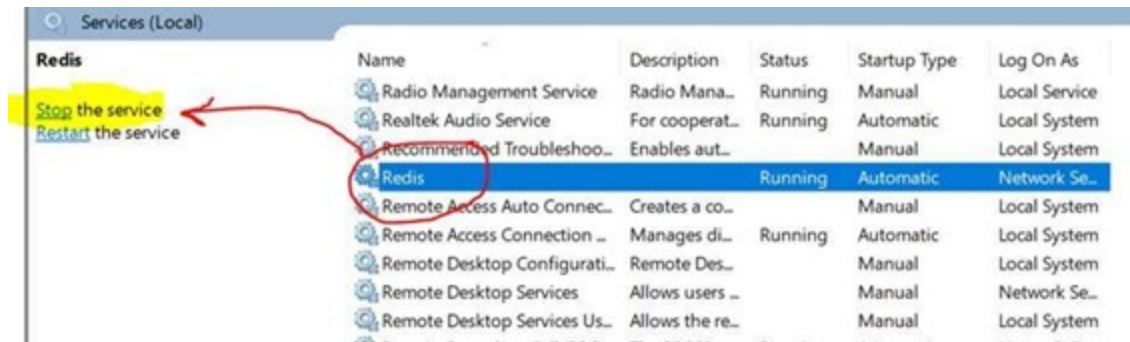 Services (Local)
Redis
Stop the service
Restart the service
Name Description Status Startup Type Log On As
Radio Management Service Radio Mana... Running Manual Local Service
Realtek Audio Service For cooperat... Running Automatic Local System
Recommended Troubleshoo... Enables aut... Manual Local System
Redis Running Automatic Network Se...
Remote Access Auto Connec... Creates a co... Manual Local System
Remote Access Connection ... Manages di... Running Automatic Local System
Remote Desktop Configurati... Remote Des... Manual Local System
Remote Desktop Services Allows users ... Manual Network Se...
Remote Desktop Services Us... Allows the re... Manual Local System